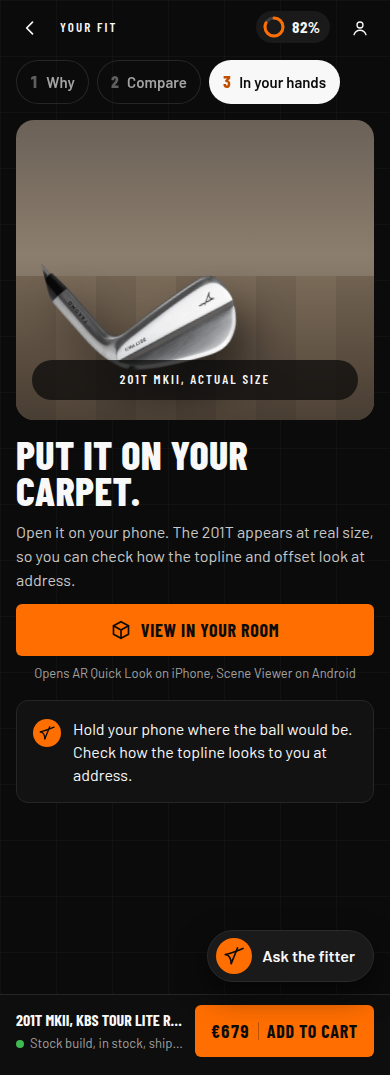 YOUR FIT
82%
1 Why
2 Compare
3 In your hands
201T MKII, ACTUAL SIZE
PUT IT ON YOUR
CARPET.
Open it on your phone. The 201T appears at real size,
so you can check how the topline and offset look at
address.
VIEW IN YOUR ROOM
Opens AR Quick Look on iPhone, Scene Viewer on Android
Hold your phone where the ball would be.
Check how the topline looks to you at
address.
Ask the fitter
201T MKII, KBS TOUR LITE R...
Stock build, in stock, ship...
€679 ADD TO CART